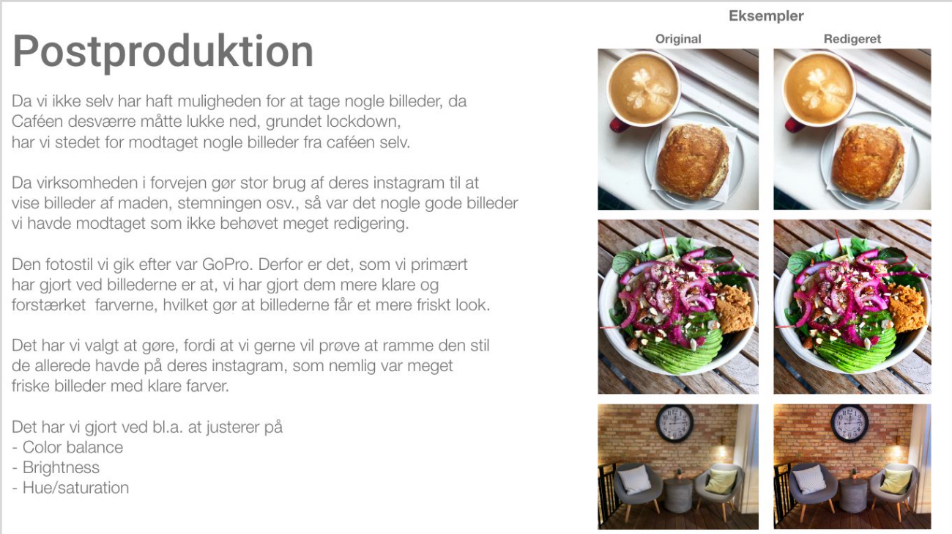 Postproduktion
Da vi ikke selv har haft muligheden for at tage nogle billeder, da
Caféen desværre måtte lukke ned, grundet lockdown,
har vi stedet for modtaget nogle billeder fra caféen selv.
Da virksomheden i forvejen gør stor brug af deres instagram til at
vise billeder af maden, stemningen osv., så var det nogle gode billeder
vi havde modtaget som ikke behøvet meget redigering.
Den fotostil vi gik efter var GoPro. Derfor er det, som vi primært
har gjort ved billederne er at, vi har gjort dem mere klare og
forstærket  farverne, hvilket gør at billederne får et mere friskt look.
Det har vi valgt at gøre, fordi at vi gerne vil prøve at ramme den stil
de allerede havde på deres instagram, som nemlig var meget
friske billeder med klare farver.
Det har vi gjort ved bl.a. at justerer på
- Color balance
- Brightness
- Hue/saturation
Eksempler
Original
Redigeret